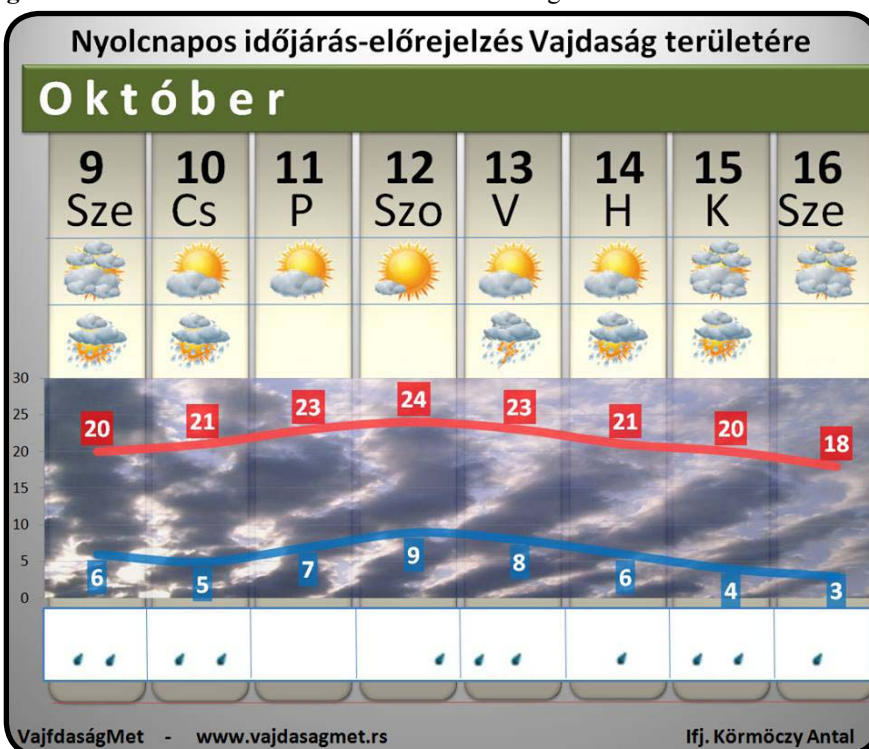 Nyolcnapos időjárás-előrejelzés Vajdaság területére
Október
9 10 11 12 13 14 15 16
Sze Cs P Szo V H K Sze
30
25
20
15
10
5
0
20 21 23 24 23 21 20 18
6 5 7 9 8 6 4 3
VajfdaságMet - www.vajdasagmet.rs Ifj. Körmöczy Antal